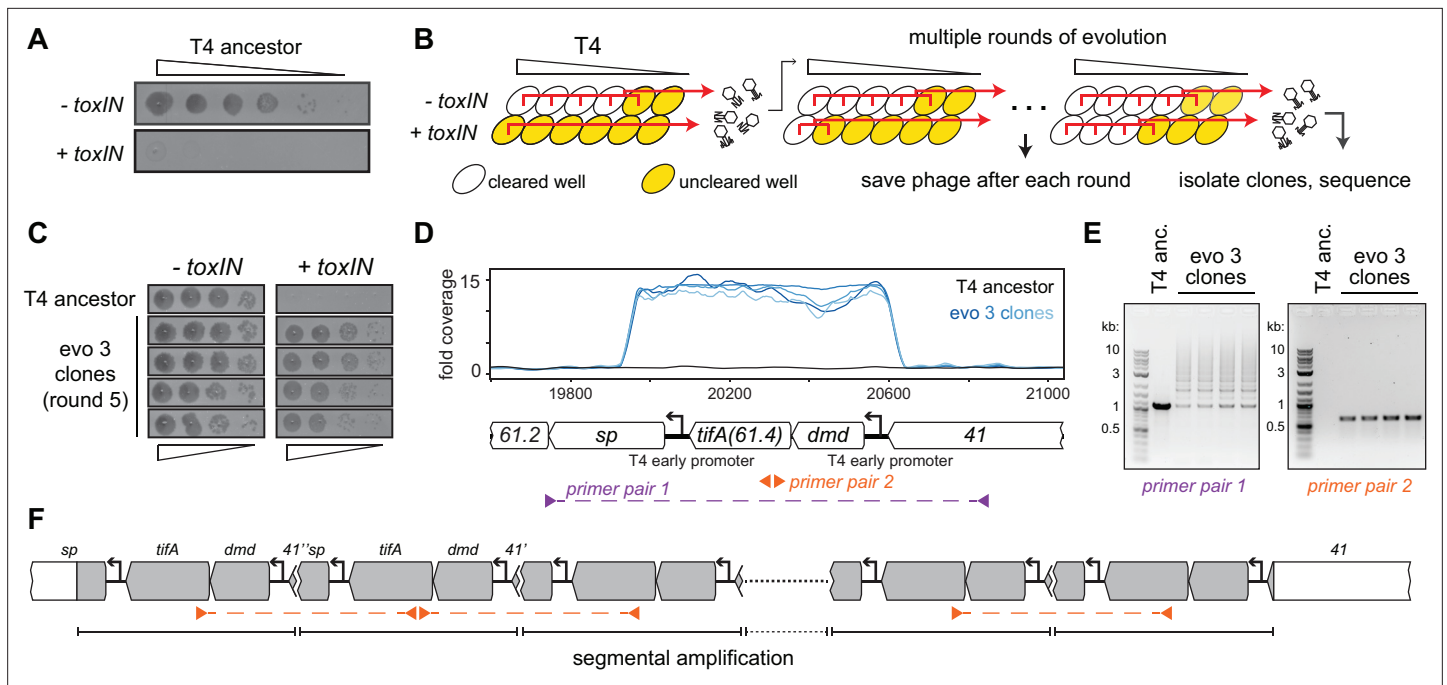 A
T4 ancestor
- toxIN
+ toxIN
B
T4
multiple rounds of evolution
- toxIN
+ toxIN
. . .
cleared well
uncleared well
save phage after each round
isolate clones, sequence
C
- toxIN
+ toxIN
T4 ancestor
evo 3
clones
(round 5)
D
fold coverage
15
0
T4 ancestor
evo 3 clones
19800
20200
20600
21000
61.2
sp
tifA(61.4)
dmd
41
T4 early promoter
T4 early promoter
primer pair 1
primer pair 2
E
T4 anc.
evo 3
clones
kb:
10
3
1
0.5
primer pair 1
T4 anc.
evo 3
clones
kb:
10
3
1
0.5
primer pair 2
F
sp
tifA
dmd
41''sp
tifA
dmd
41'
41
segmental amplification